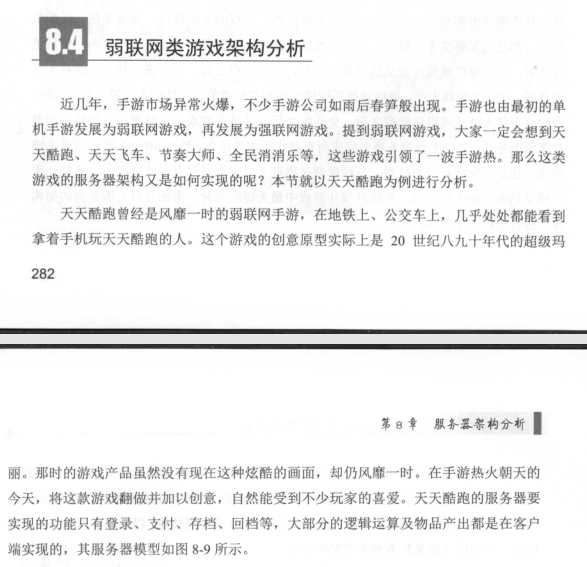 8.4 弱联网类游戏架构分析
近几年，手游市场异常火爆，不少手游公司如雨后春笋般出现。手游也由最初的单
机手游发展为弱联网游戏，再发展为强联网游戏。提到弱联网游戏，大家一定会想到天
天酷跑、天天飞车、节奏大师、全民消消乐等，这些游戏引领了一波手游热。那么这类
游戏的服务器架构又是如何实现的呢？本节就以天天酷跑为例进行分析。
天天酷跑曾经是风靡一时的弱联网手游，在地铁上、公交车上，几乎处处都能看到
拿着手机玩天天酷跑的人。这个游戏的创意原型实际上是 20 世纪八九十年代的超级玛
282
第 8 章 服务器架构分析
丽。那时的游戏产品虽然没有现在这种炫酷的画面，却仍风靡一时。在手游热火朝天的
今天，将这款游戏翻做并加以创意，自然能受到不少玩家的喜爱。天天酷跑的服务器要
实现的功能只有登录、支付、存档、回档等，大部分的逻辑运算及物品产出都是在客户
端实现的，其服务器模型如图 8-9 所示。